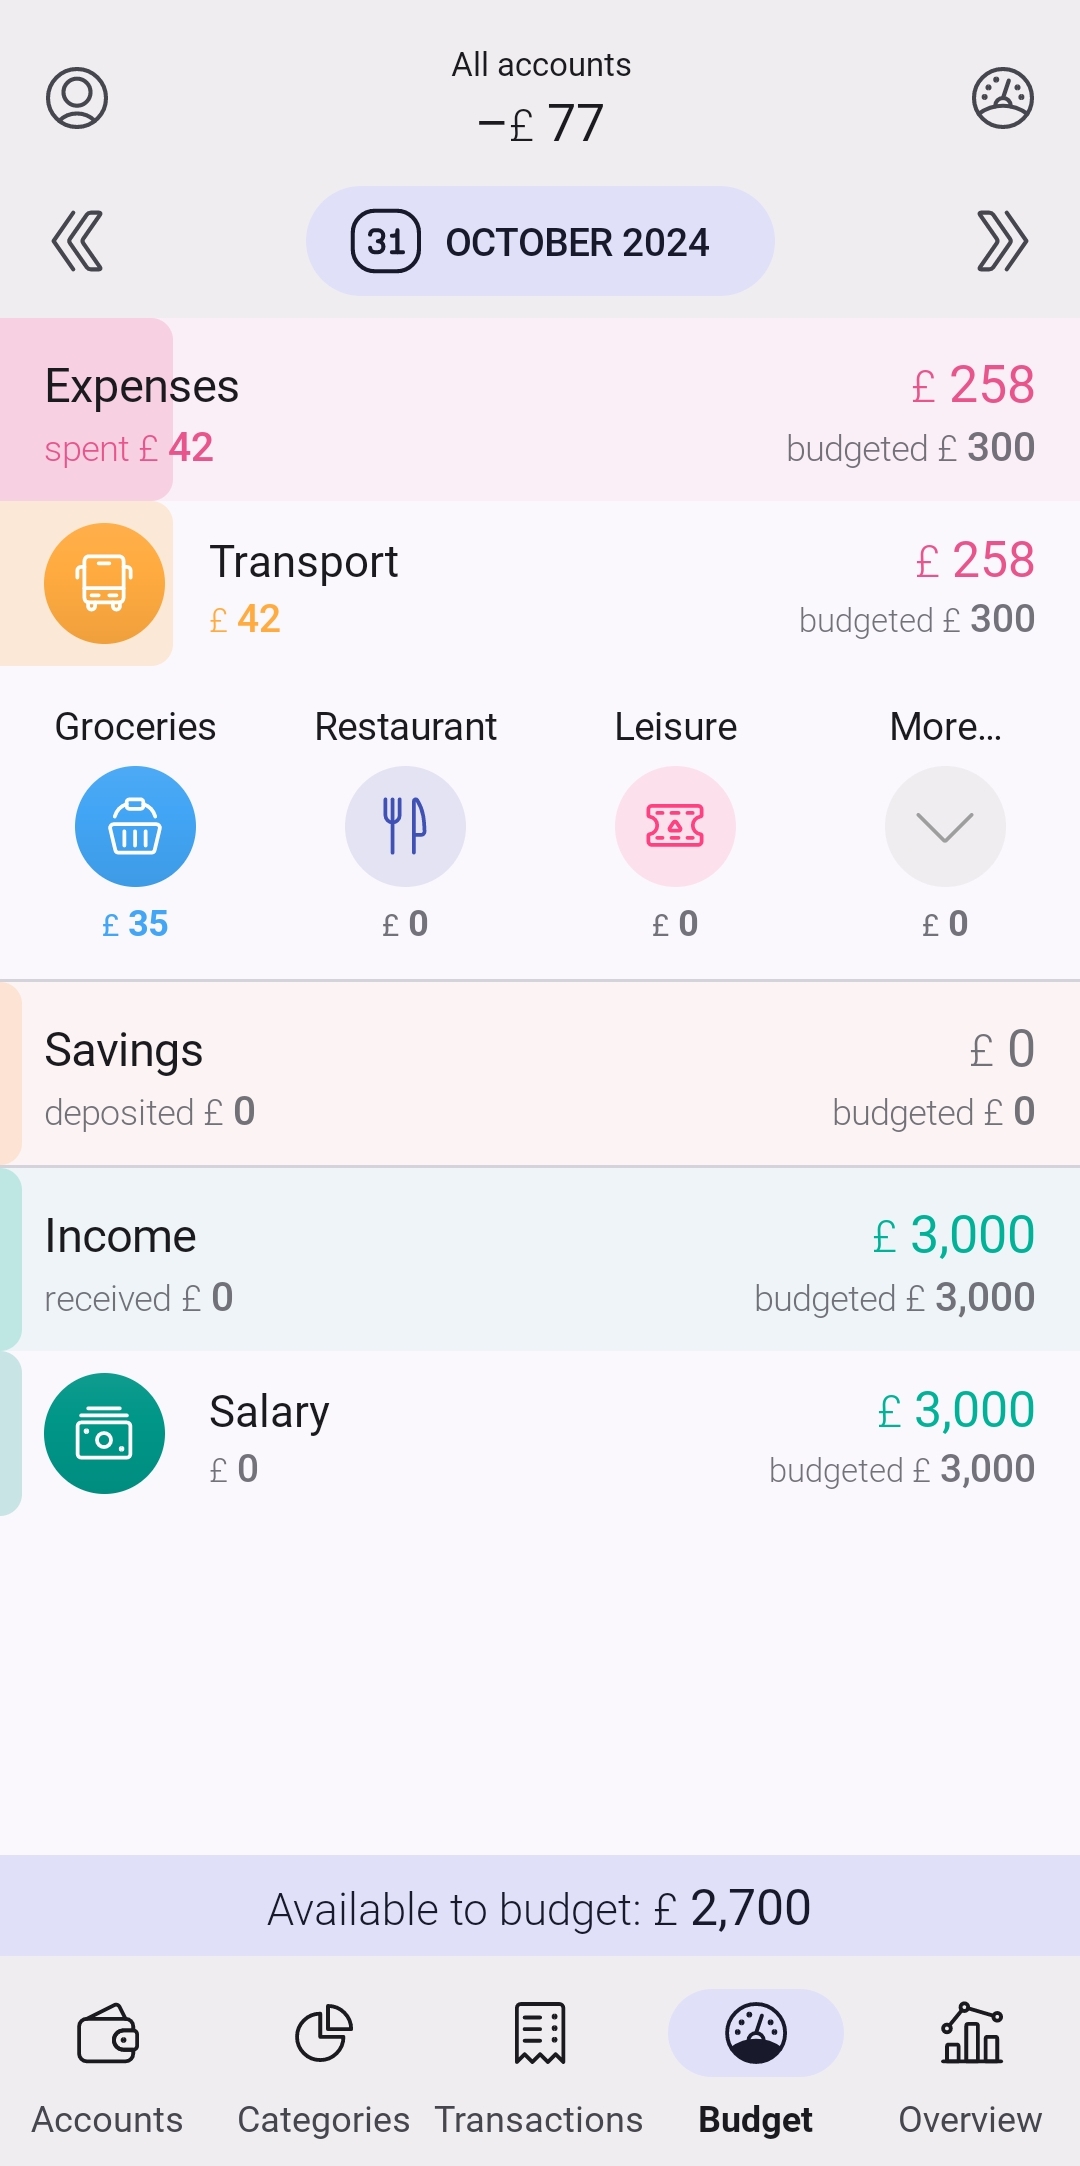 All accounts
–£ 77
31 OCTOBER 2024
Expenses £ 258
spent £ 42 budgeted £ 300
Transport £ 258
£ 42 budgeted £ 300
Groceries Restaurant Leisure More...
£ 35 £ 0 £ 0 £ 0
Savings £ 0
deposited £ 0 budgeted £ 0
Income £ 3,000
received £ 0 budgeted £ 3,000
Salary £ 3,000
£ 0 budgeted £ 3,000
Available to budget: £ 2,700
Accounts Categories Transactions Budget Overview